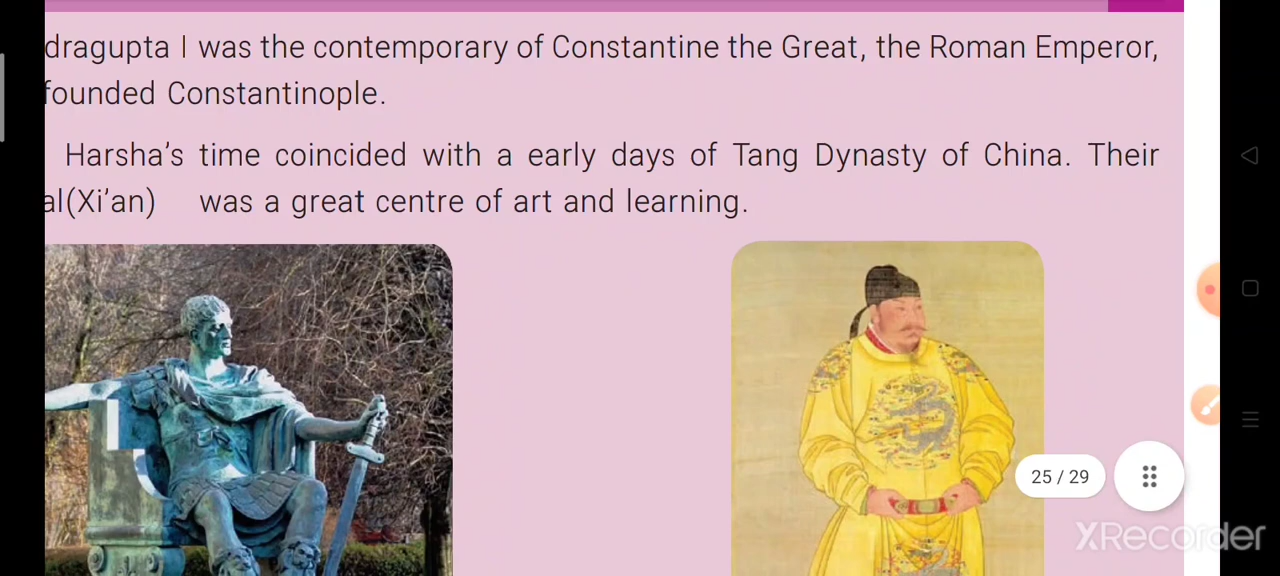 dragupta I was the contemporary of Constantine the Great, the Roman Emperor,
founded Constantinople.
Harsha's time coincided with a early days of Tang Dynasty of China. Their
al(Xi'an) was a great centre of art and learning.
25 / 29
XRecorder